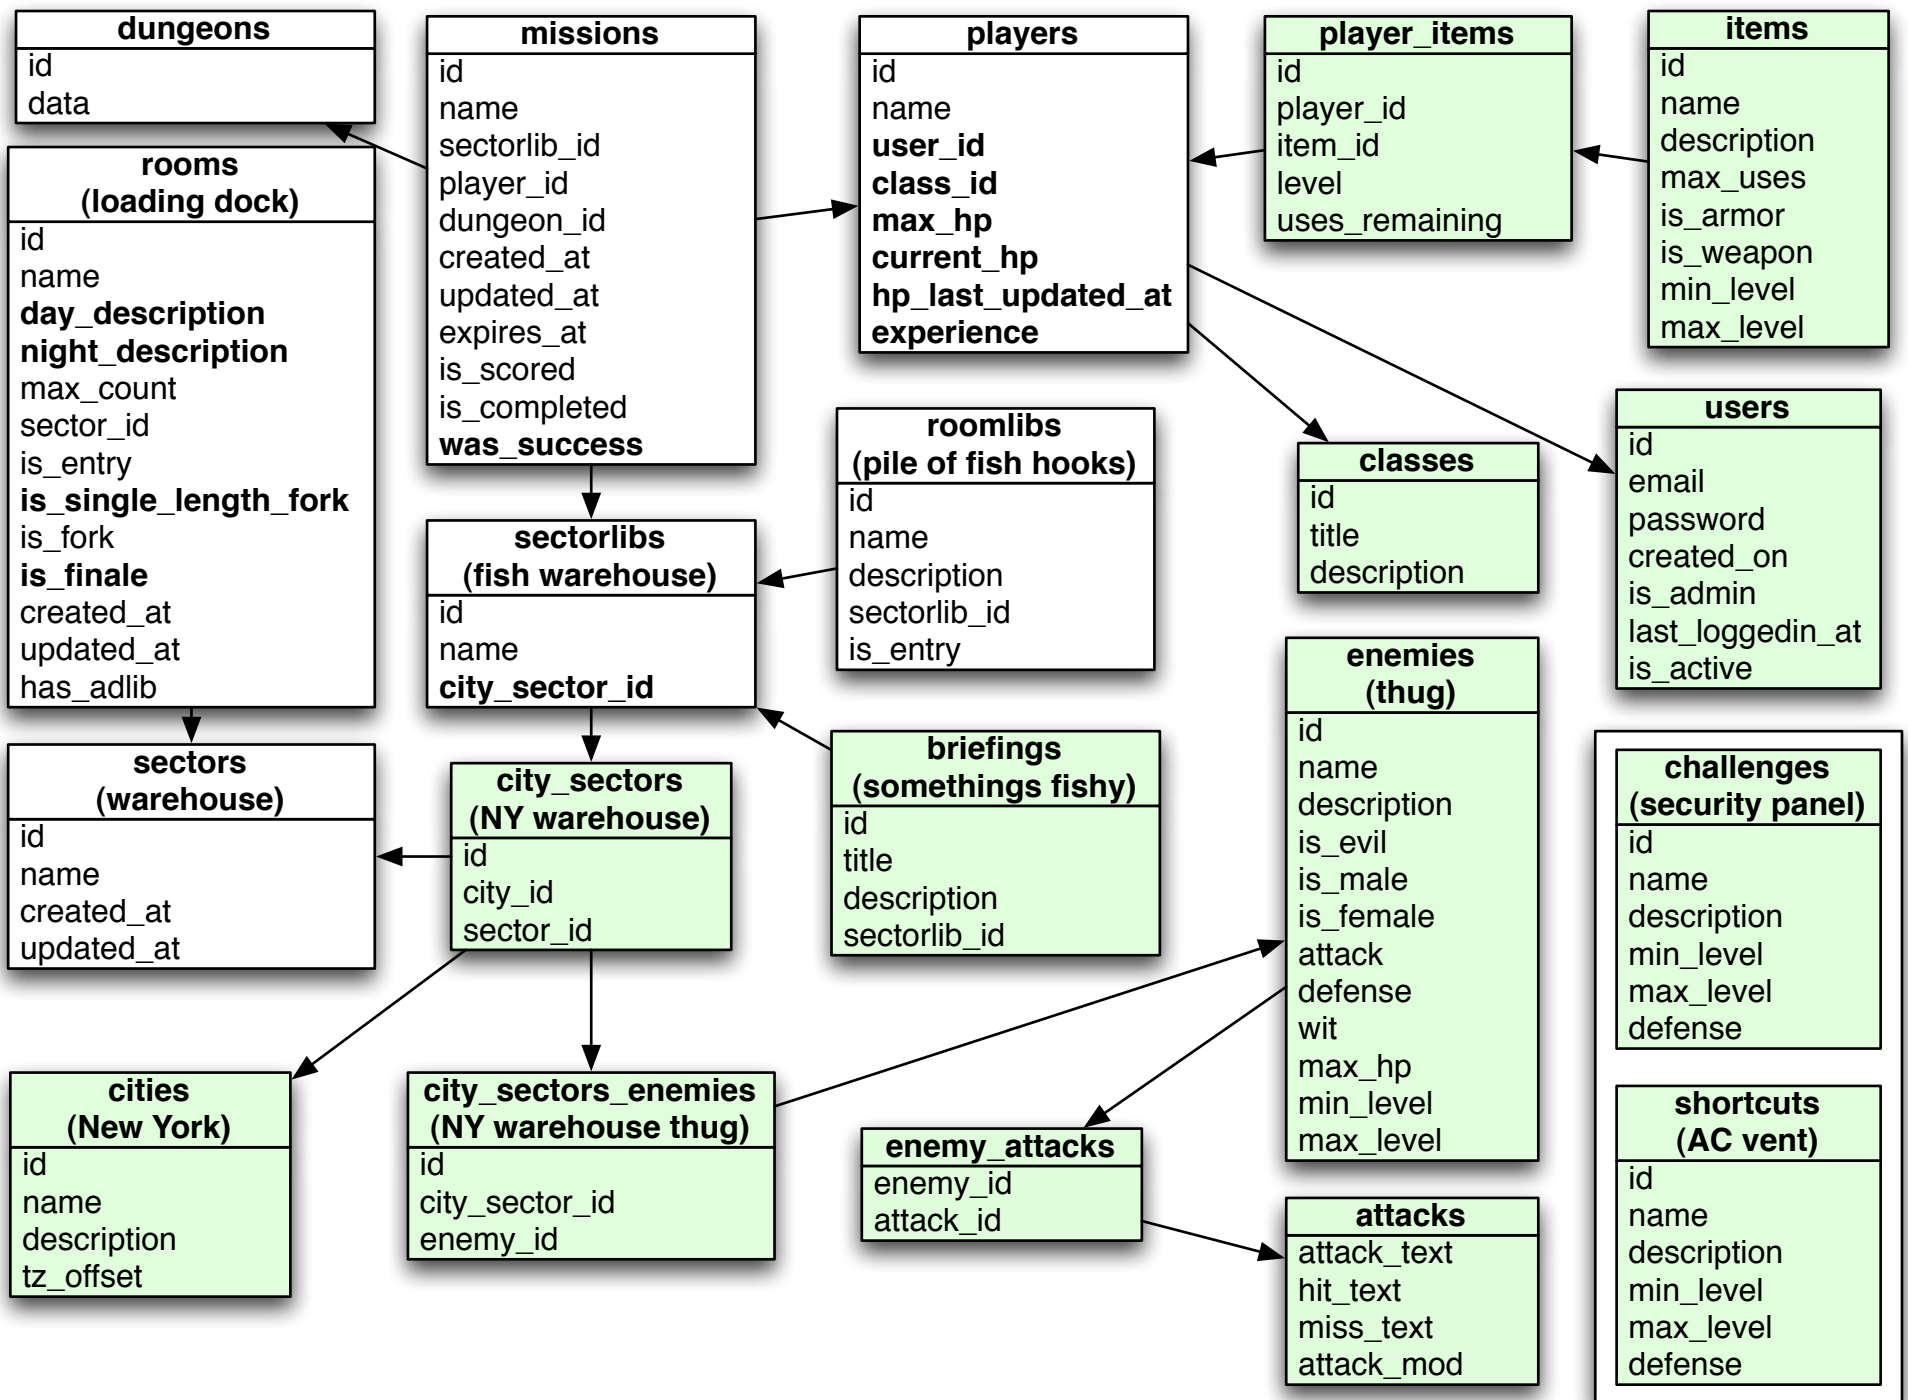 dungeons
id
data
rooms
(loading dock)
id
name
day_description
night_description
max_count
sector_id
is_entry
is_single_length_fork
is_fork
is_finale
created_at
updated_at
has_adlib
sectors
(warehouse)
id
name
created_at
updated_at
cities
(New York)
id
name
description
tz_offset
missions
id
name
sectorlib_id
player_id
dungeon_id
created_at
updated_at
expires_at
is_scored
is_completed
was_success
sectorlibs
(fish warehouse)
id
name
city_sector_id
city_sectors
(NY warehouse)
id
city_id
sector_id
city_sectors_enemies
(NY warehouse thug)
id
city_sector_id
enemy_id
players
id
name
user_id
class_id
max_hp
current_hp
hp_last_updated_at
experience
roomlibs
(pile of fish hooks)
id
name
description
sectorlib_id
is_entry
briefings
(somethings fishy)
id
title
description
sectorlib_id
enemy_attacks
enemy_id
attack_id
player_items
id
player_id
item_id
level
uses_remaining
classes
id
title
description
enemies
(thug)
id
name
description
is_evil
is_male
is_female
attack
defense
wit
max_hp
min_level
max_level
attacks
attack_text
hit_text
miss_text
attack_mod
items
id
name
description
max_uses
is_armor
is_weapon
min_level
max_level
users
id
email
password
created_on
is_admin
last_loggedin_at
is_active
challenges
(security panel)
id
name
description
min_level
max_level
defense
shortcuts
(AC vent)
id
name
description
min_level
max_level
defense